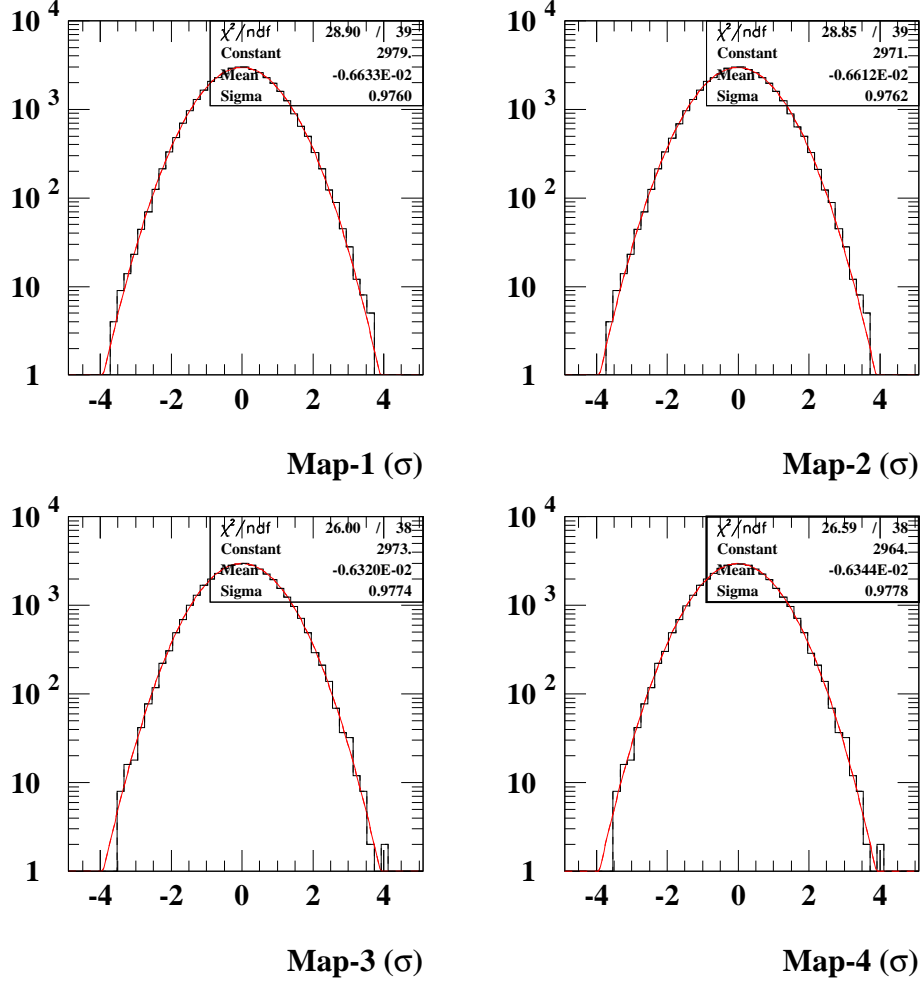 10 4
10 3
10 2
10
1
χ²/ndf 28.90 / 39
Constant 2979.
Mean -0.6633E-02
Sigma 0.9760
-4 -2 0 2 4
Map-1 (σ)
10 4
10 3
10 2
10
1
χ²/ndf 28.85 / 39
Constant 2971.
Mean -0.6612E-02
Sigma 0.9762
-4 -2 0 2 4
Map-2 (σ)
10 4
10 3
10 2
10
1
χ²/ndf 26.00 / 38
Constant 2973.
Mean -0.6320E-02
Sigma 0.9774
-4 -2 0 2 4
Map-3 (σ)
10 4
10 3
10 2
10
1
χ²/ndf 26.59 / 38
Constant 2964.
Mean -0.6344E-02
Sigma 0.9778
-4 -2 0 2 4
Map-4 (σ)